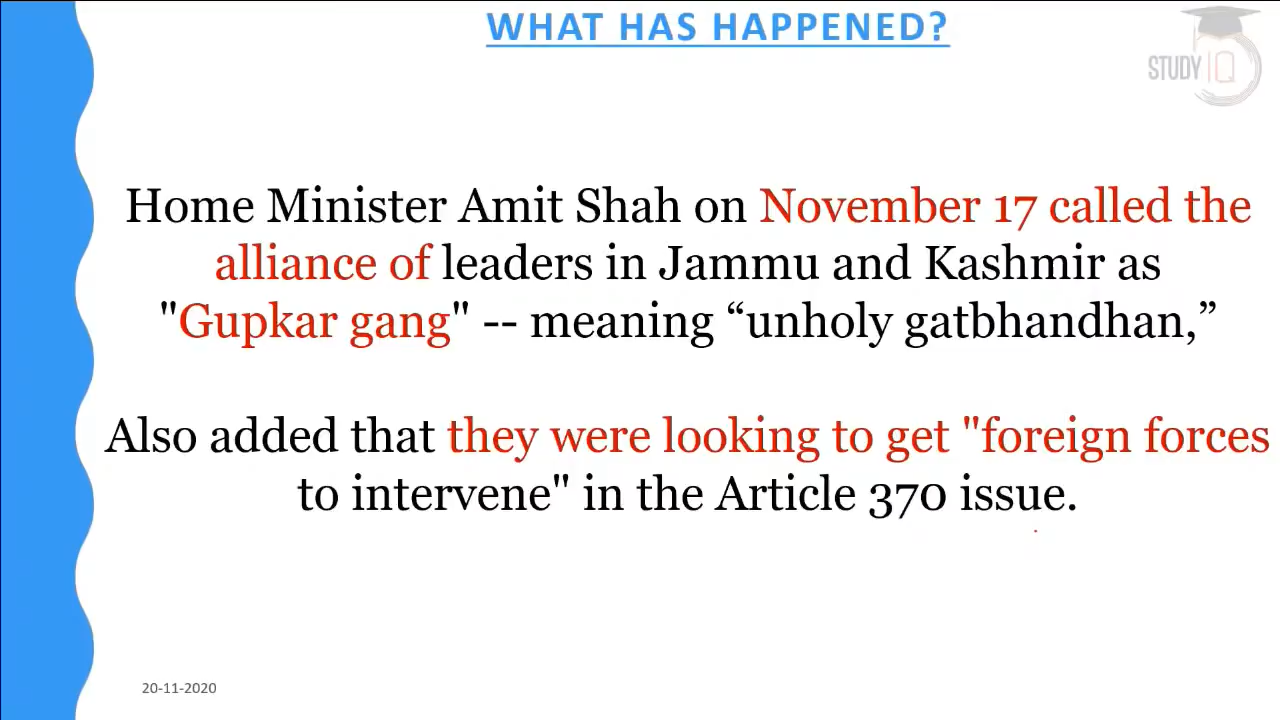 WHAT HAS HAPPENED?
STUDY IQ
Home Minister Amit Shah on November 17 called the
alliance of leaders in Jammu and Kashmir as
"Gupkar gang" -- meaning “unholy gatbhandhan,”
Also added that they were looking to get "foreign forces
to intervene" in the Article 370 issue.
20-11-2020